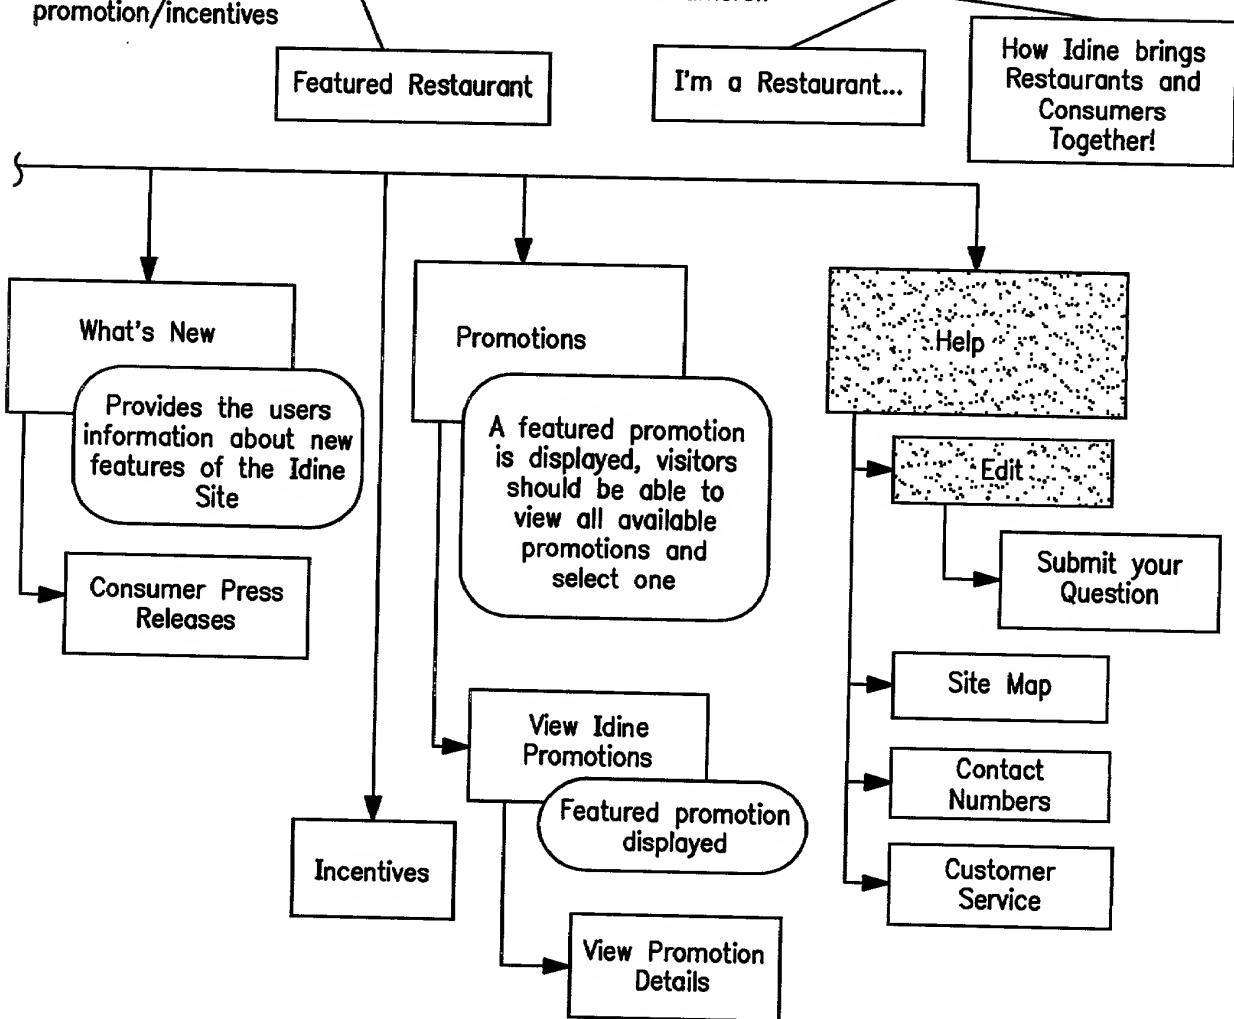 promotion/incentives
Featured Restaurant
I'm a Restaurant...
How Idine brings
Restaurants and
Consumers
Together!
What's New
Provides the users
information about new
features of the Idine
Site
Consumer Press
Releases
Incentives
Promotions
A featured promotion
is displayed, visitors
should be able to
view all available
promotions and
select one
View Idine
Promotions
Featured promotion
displayed
View Promotion
Details
Help
Edit
Submit your
Question
Site Map
Contact
Numbers
Customer
Service